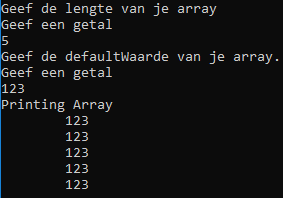 Geef de lengte van je array
Geef een getal
5
Geef de defaultWaarde van je array.
Geef een getal
123
Printing Array
123
123
123
123
123